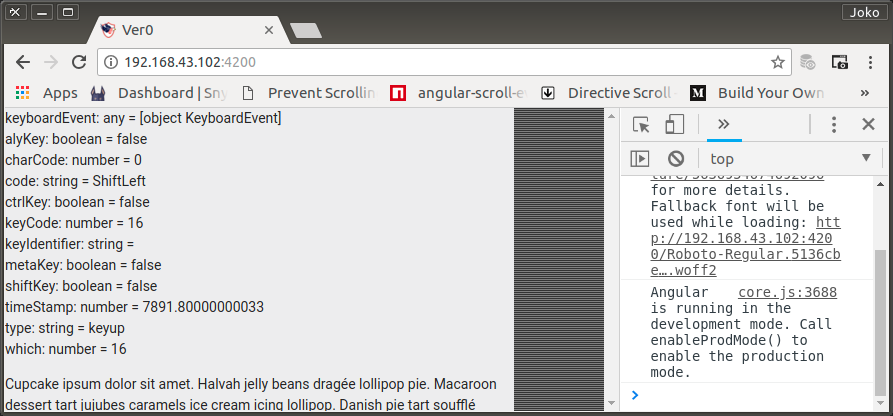 Joko
Ver0
192.168.43.102:4200
Apps Dashboard | Sny Prevent Scrollin angular-scroll-ev Directive Scroll Build Your Own »
keyboardEvent: any = [object KeyboardEvent]
alyKey: boolean = false
charCode: number = 0
code: string = ShiftLeft
ctrlKey: boolean = false
keyCode: number = 16
keyIdentifier: string =
metaKey: boolean = false
shiftKey: boolean = false
timeStamp: number = 7891.80000000033
type: string = keyup
which: number = 16
Cupcake ipsum dolor sit amet. Halvah jelly beans dragée lollipop pie. Macaroon
dessert tart jujubes caramels ice cream icing lollipop. Danish pie tart soufflé
»
top
for more details.
Fallback font will be
used while loading: htt
p://192.168.43.102:420
0/Roboto-Regular.5136cb
e….woff2
Angular core.js:3688
is running in the
development mode. Call
enableProdMode() to
enable the production
mode.